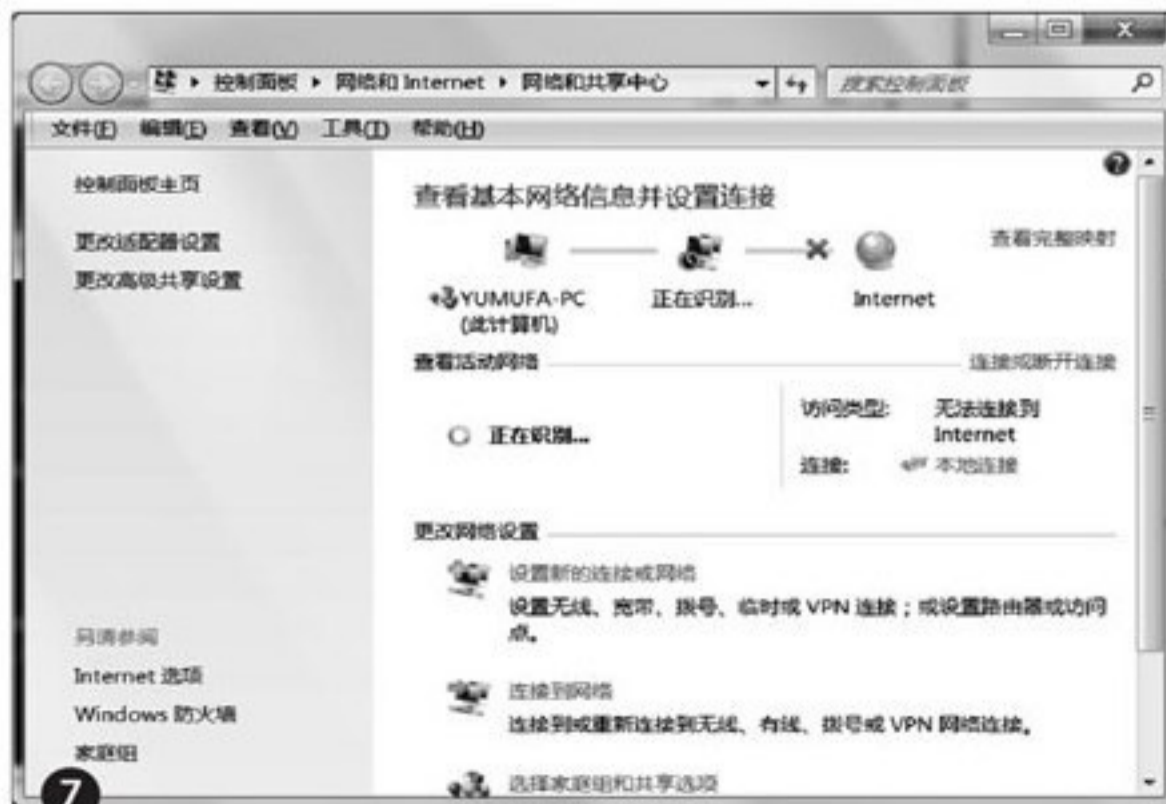 控制面板 ▸ 网络和 Internet ▸ 网络和共享中心
搜索控制面板
文件(F) 编辑(E) 查看(V) 工具(T) 帮助(H)
控制面板主页
更改适配器设置
更改高级共享设置
另请参阅
Internet 选项
Windows 防火墙
家庭组
查看基本网络信息并设置连接
查看完整映射
YUMUFA-PC
(此计算机)
正在识别...
Internet
查看活动网络
连接或断开连接
正在识别...
访问类型: 无法连接到
Internet
连接: 本地连接
更改网络设置
设置新的连接或网络
设置无线、宽带、拨号、临时或 VPN 连接；或设置路由器或访问
点。
连接到网络
连接到或重新连接到无线、有线、拨号或 VPN 网络连接。
选择家庭组和共享选项
7